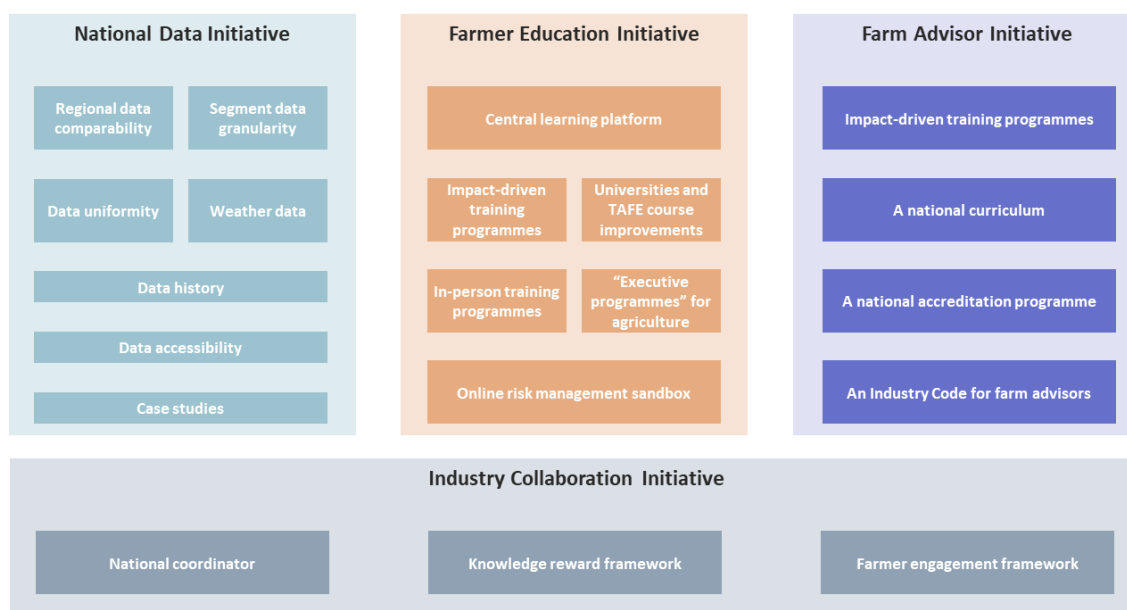 National Data Initiative
Regional data
comparability
Segment data
granularity
Data uniformity
Weather data
Data history
Data accessibility
Case studies
Farmer Education Initiative
Central learning platform
Impact-driven
training
programmes
Universities and
TAFE course
improvements
In-person training
programmes
“Executive
programmes” for
agriculture
Online risk management sandbox
Farm Advisor Initiative
Impact-driven training programmes
A national curriculum
A national accreditation programme
An Industry Code for farm advisors
Industry Collaboration Initiative
National coordinator
Knowledge reward framework
Farmer engagement framework